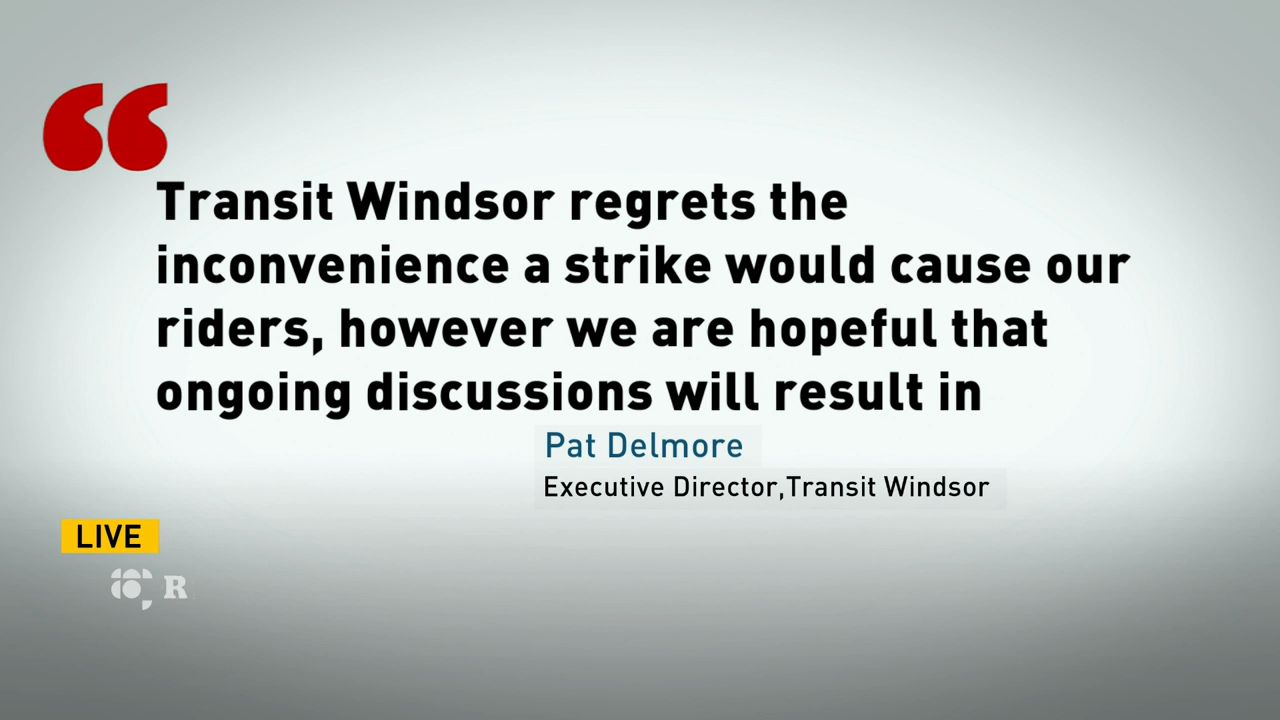 Transit Windsor regrets the
inconvenience a strike would cause our
riders, however we are hopeful that
ongoing discussions will result in
Pat Delmore
Executive Director,Transit Windsor
LIVE
R